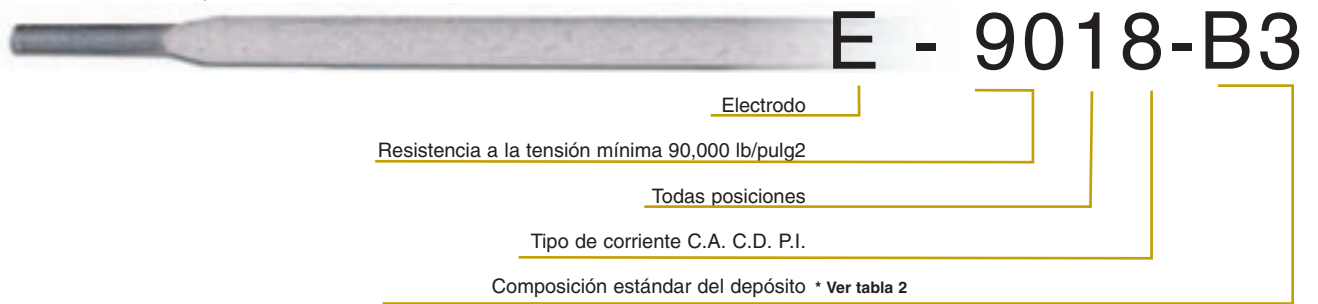 E - 9018-B3
Electrodo
Resistencia a la tensión mínima 90,000 lb/pulg2
Todas posiciones
Tipo de corriente C.A. C.D. P.I.
Composición estándar del depósito * Ver tabla 2